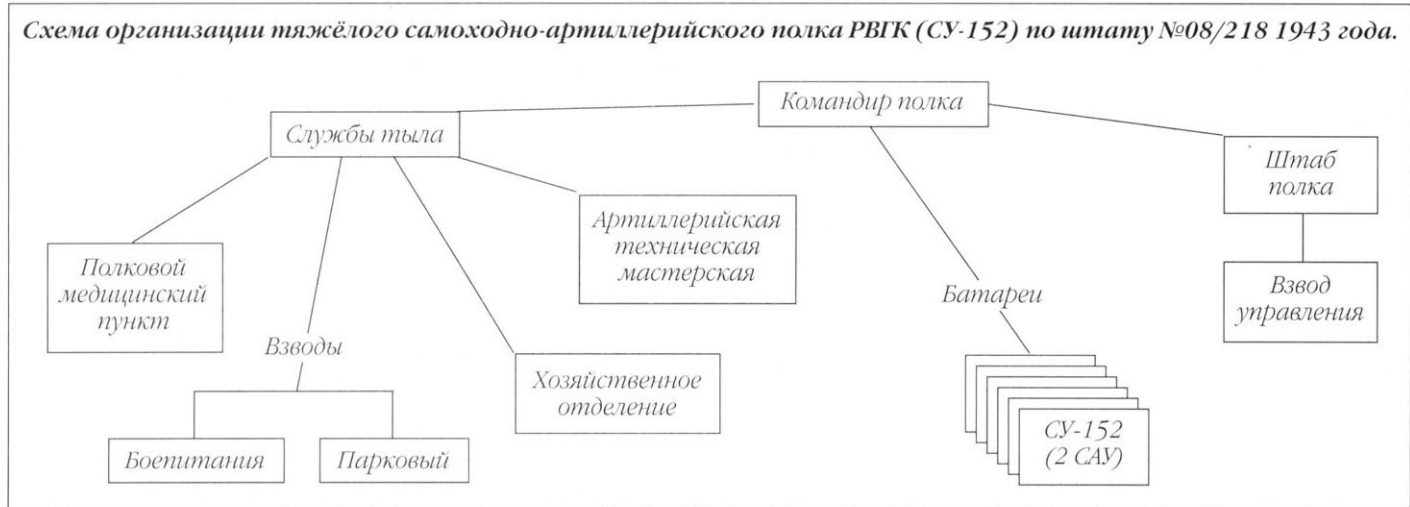 Схема организации тяжёлого самоходно-артиллерийского полка РВГК (СУ-152) по штату №08/218 1943 года.
Командир полка
Службы тыла
Штаб
полка
Артиллерийская
техническая
мастерская
Полковой
медицинский
пункт
Взвод
управления
Батареи
Взводы
Хозяйственное
отделение
СУ-152
(2 САУ)
Боепитания
Парковый